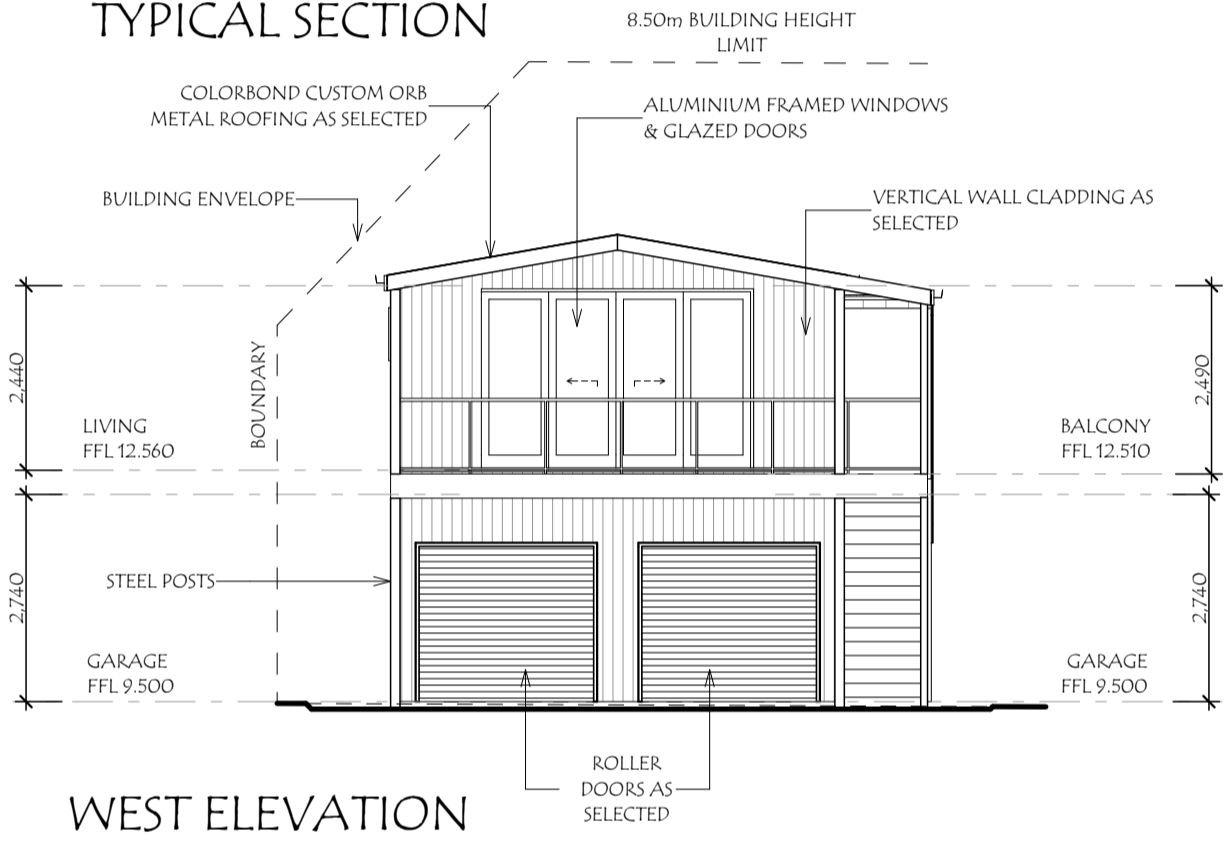 TYPICAL SECTION
8.50m BUILDING HEIGHT
LIMIT
COLORBOND CUSTOM ORB
METAL ROOFING AS SELECTED
ALUMINIUM FRAMED WINDOWS
& GLAZED DOORS
BUILDING ENVELOPE
VERTICAL WALL CLADDING AS
SELECTED
2,440
BOUNDARY
2,490
LIVING
FFL 12.560
BALCONY
FFL 12.510
STEEL POSTS
2,740
2,740
GARAGE
FFL 9.500
GARAGE
FFL 9.500
ROLLER
DOORS AS
SELECTED
WEST ELEVATION